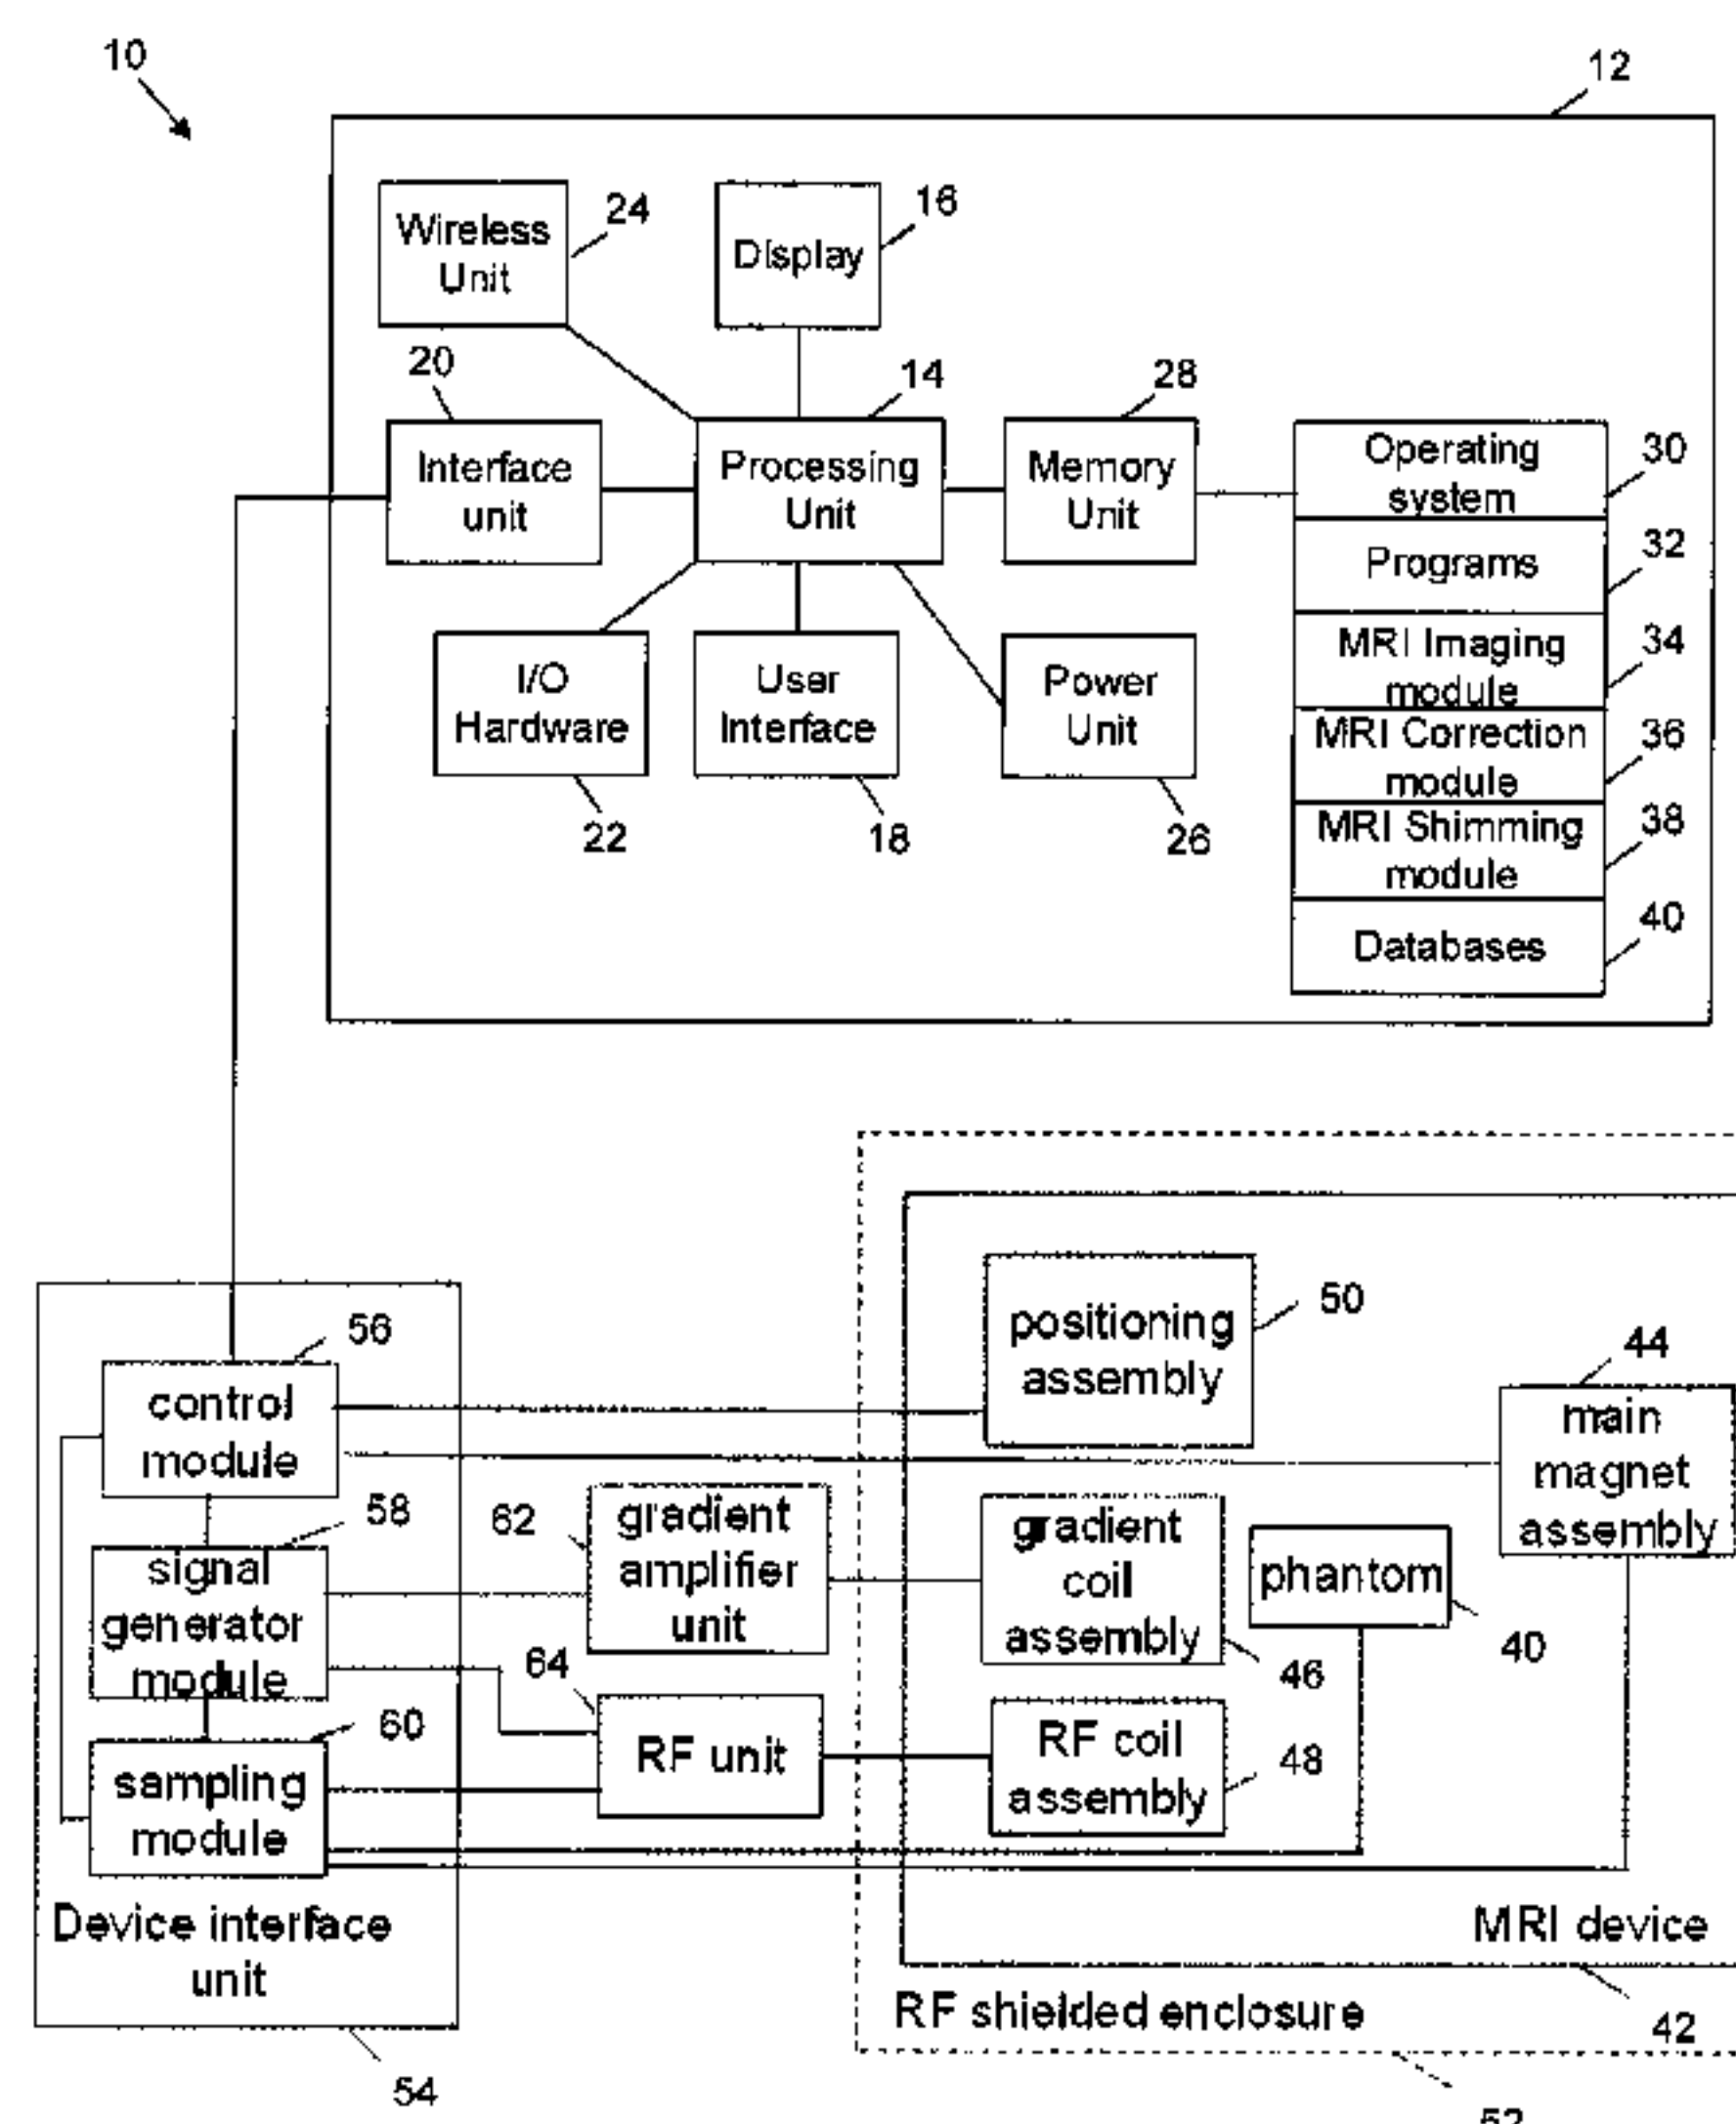 10
12
Wireless
Unit
24
Display
16
20
Interface
unit
14
Processing
Unit
28
Memory
Unit
Operating
system
30
Programs
32
MRI Imaging
module
34
MRI Correction
module
36
MRI Shimming
module
38
Databases
40
I/O
Hardware
22
User
Interface
18
Power
Unit
26
56
control
module
58
signal
generator
module
60
sampling
module
Device interface
unit
54
62
gradient
amplifier
unit
64
RF unit
positioning
assembly
50
44
main
magnet
assembly
gradient
coil
assembly
46
phantom
40
RF coil
assembly
48
MRI device
42
RF shielded enclosure